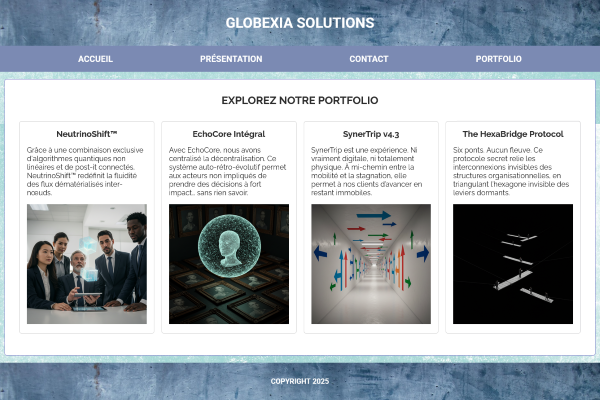 GLOBEXIA SOLUTIONS
ACCUEIL PRÉSENTATION CONTACT PORTFOLIO
EXPLOREZ NOTRE PORTFOLIO
NeutrinoShift™
Grâce à une combinaison exclusive
d'algorithmes quantiques non
linéaires et de post-it connectés.
NeutrinoShift™ redéfinit la fluidité
des flux dématérialisés inter-
noeuds.
EchoCore Intégral
Avec EchoCore, nous avons
centralisé la décentralisation. Ce
système auto-rétro-évolutif permet
aux acteurs non impliqués de
prendre des décisions à fort
impact... sans rien savoir.
SynerTrip v4.3
SynerTrip est une expérience. Ni
vraiment digitale, ni totalement
physique. À mi-chemin entre la
mobilité et la stagnation, elle
permet à nos clients d'avancer en
restant immobiles.
The HexaBridge Protocol
Six ponts. Aucun fleuve. Ce
protocole secret relie les
interconnexions invisibles des
structures organisationnelles, en
triangulant l'hexagone invisible des
leviers dormants.
COPYRIGHT 2025